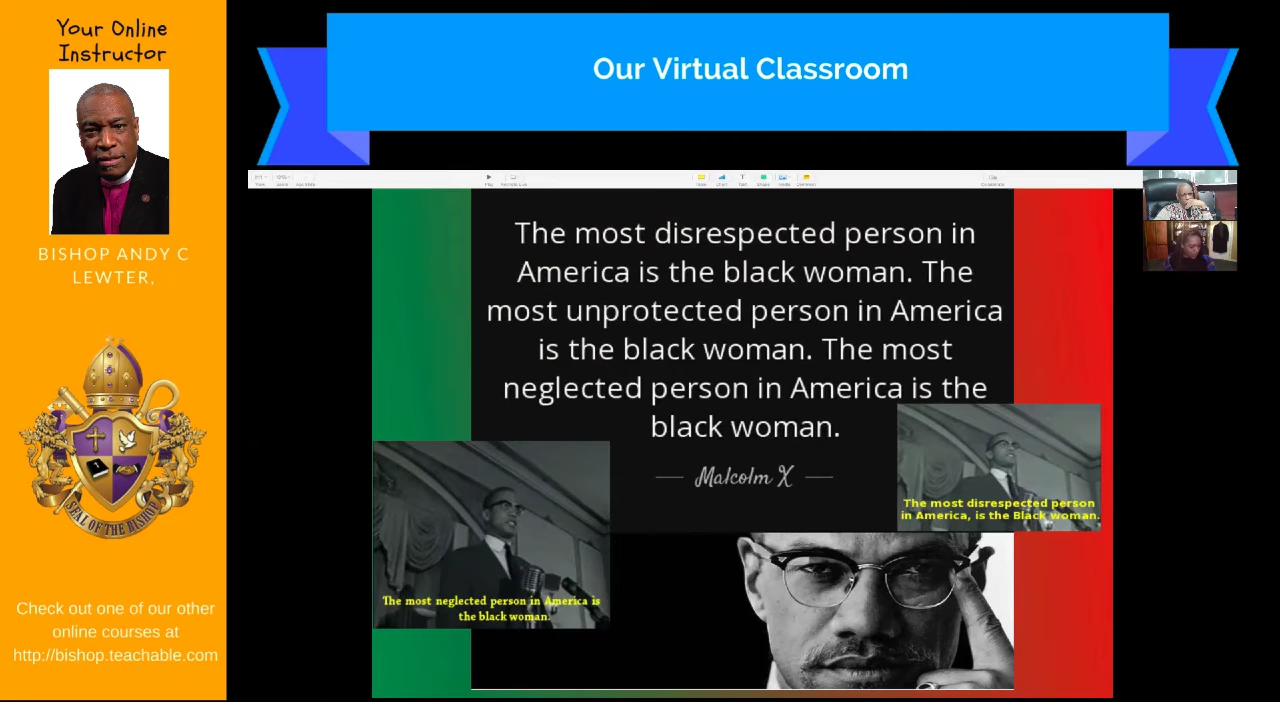 Your Online
Instructor
BISHOP ANDY C
LEWTER,
SEAL OF THE BISHOP
Check out one of our other
online courses at
http://bishop.teachable.com
Our Virtual Classroom
The most disrespected person in
America is the black woman. The
most unprotected person in America
is the black woman. The most
neglected person in America is the
black woman.
Malcolm X
The most neglected person in America is
the black woman.
The most disrespected person
in America, is the Black woman.